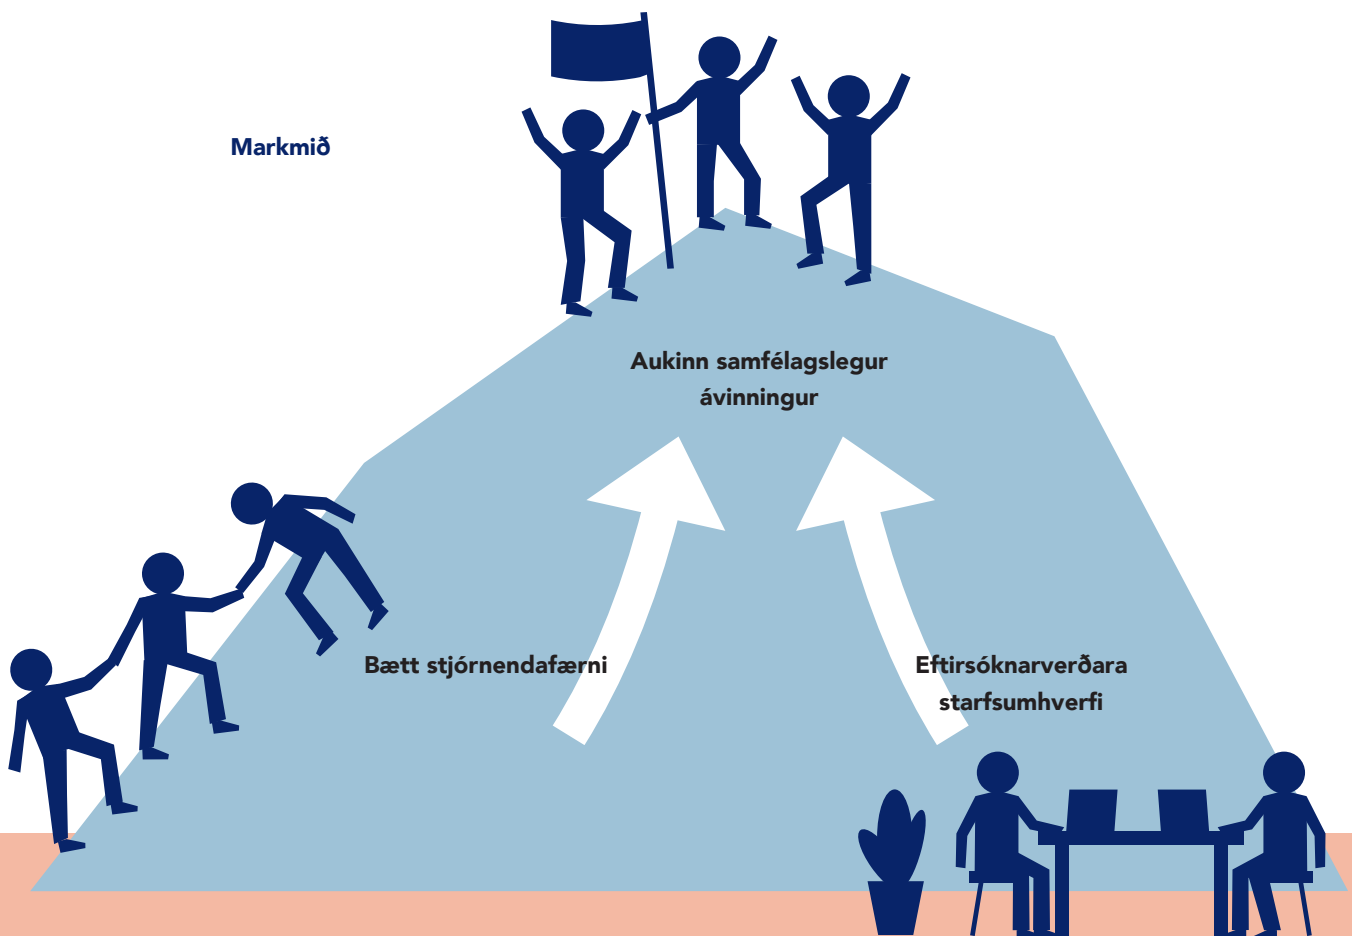 Markmið
Aukinn samfélagslegur
ávinningur
Bætt stjórnendafærni
Eftirsóknarverðara
starfsumhverfi